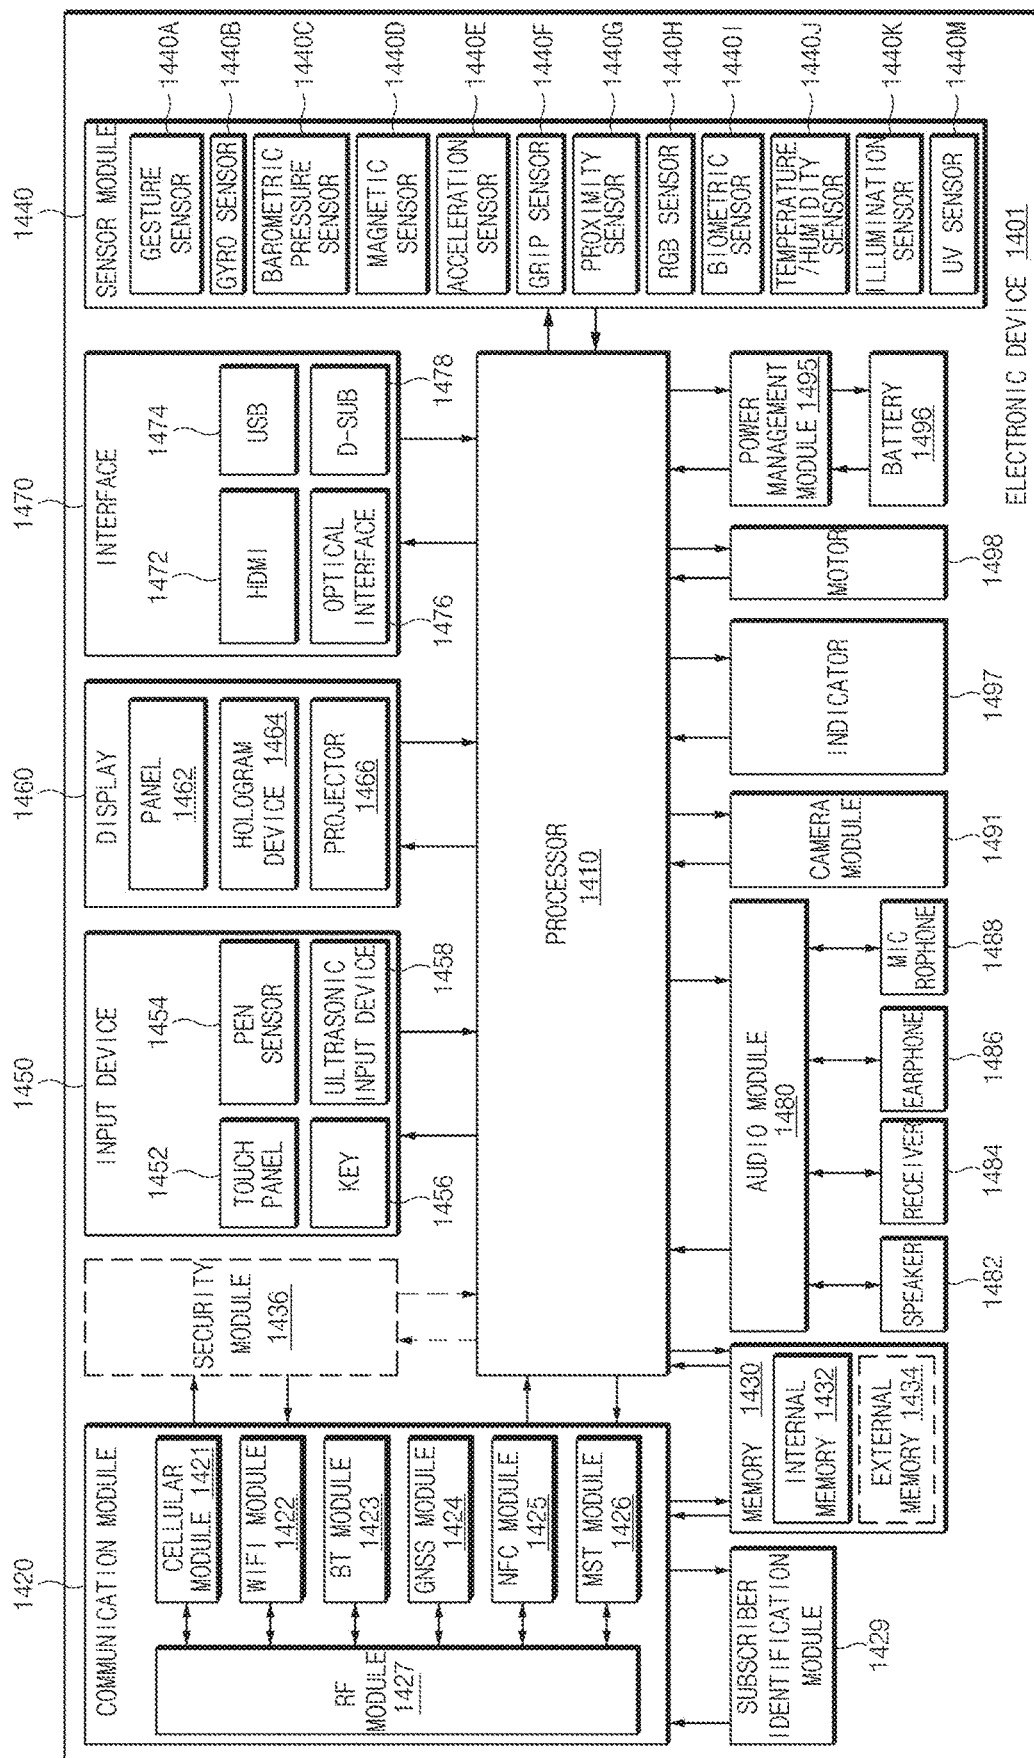 1420
COMMUNICATION MODULE
CELLULAR
MODULE 1421
WIFI MODULE
1422
BT MODULE
1423
GNSS MODULE
1424
NFC MODULE
1425
MST MODULE
1426
RF
MODULE
1427
SECURITY
MODULE
1436
1450
INPUT DEVICE
1452
1454
TOUCH
PANEL
PEN
SENSOR
KEY
ULTRASONIC
INPUT DEVICE
1456
1458
1460
DISPLAY
PANEL
1462
HOLOGRAM
DEVICE 1464
PROJECTOR
1466
1470
INTERFACE
1472
1474
HDMI
USB
OPTICAL
INTERFACE
D-SUB
1476
1478
1440
SENSOR MODULE
GESTURE
SENSOR
1440A
GYRO SENSOR
1440B
BAROMETRIC
PRESSURE
SENSOR
1440C
MAGNETIC
SENSOR
1440D
ACCELERATION
SENSOR
1440E
GRIP SENSOR
1440F
PROXIMITY
SENSOR
1440G
RGB SENSOR
1440H
BIOMETRIC
SENSOR
1440I
TEMPERATURE
/HUMIDITY
SENSOR
1440J
ILLUMINATION
SENSOR
1440K
UV SENSOR
1440M
PROCESSOR
1410
SUBSCRIBER
IDENTIFICATION
MODULE
1429
MEMORY 1430
INTERNAL
MEMORY 1432
EXTERNAL
MEMORY 1434
AUDIO MODULE
1480
SPEAKER
1482
RECEIVER
1484
EARPHONE
1486
MIC
ROPHONE
1488
CAMERA
MODULE
1491
INDICATOR
1497
MOTOR
1498
POWER
MANAGEMENT
MODULE 1495
BATTERY
1496
ELECTRONIC DEVICE 1401